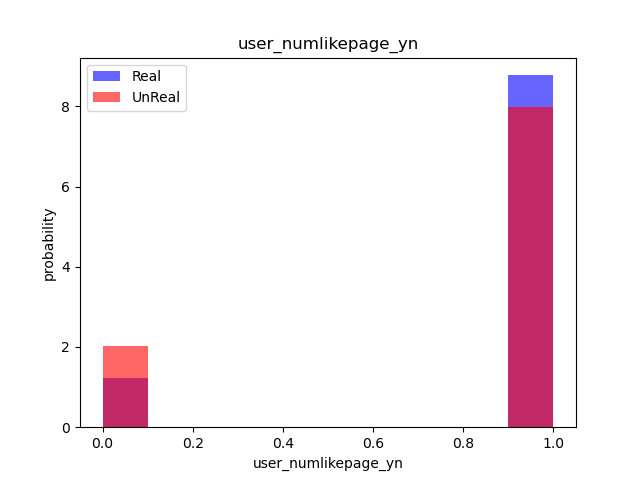 user_numlikepage_yn
Real
UnReal
probability
8
6
4
2
0
0.0 0.2 0.4 0.6 0.8 1.0
user_numlikepage_yn